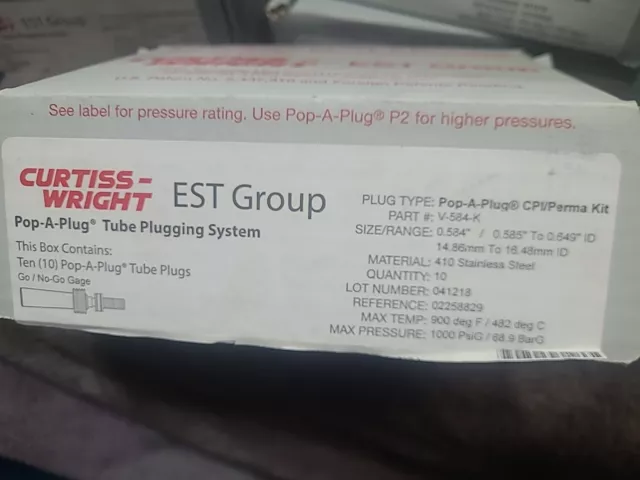 EST Group
See label for pressure rating. Use Pop-A-Plug® P2 for higher pressures.
CURTISS-
WRIGHT EST Group
Pop-A-Plug® Tube Plugging System
This Box Contains:
Ten (10) Pop-A-Plug® Tube Plugs
Go / No-Go Gage
PLUG TYPE: Pop-A-Plug® CPI/Perma Kit
PART #: V-584-K
SIZE/RANGE: 0.584" / 0.585" To 0.649" ID
14.86mm To 16.48mm ID
MATERIAL: 410 Stainless Steel
QUANTITY: 10
LOT NUMBER: 041218
REFERENCE: 02258829
MAX TEMP: 900 deg F / 482 deg C
MAX PRESSURE: 1000 PsiG / 68.9 BarG